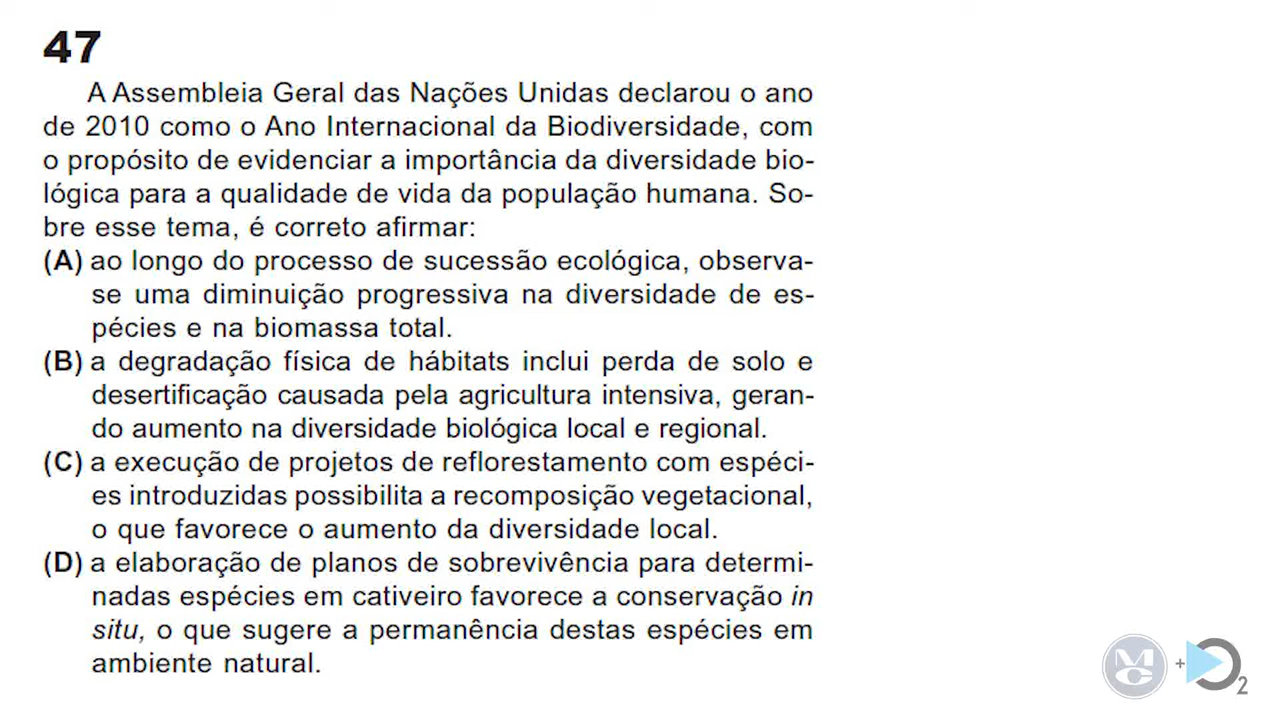 47
A Assembleia Geral das Nações Unidas declarou o ano
de 2010 como o Ano Internacional da Biodiversidade, com
o propósito de evidenciar a importância da diversidade bio-
lógica para a qualidade de vida da população humana. So-
bre esse tema, é correto afirmar:
(A) ao longo do processo de sucessão ecológica, observa-
se uma diminuição progressiva na diversidade de es-
pécies e na biomassa total.
(B) a degradação física de hábitats inclui perda de solo e
desertificação causada pela agricultura intensiva, geran-
do aumento na diversidade biológica local e regional.
(C) a execução de projetos de reflorestamento com espéci-
es introduzidas possibilita a recomposição vegetacional,
o que favorece o aumento da diversidade local.
(D) a elaboração de planos de sobrevivência para determi-
nadas espécies em cativeiro favorece a conservação in
situ, o que sugere a permanência destas espécies em
ambiente natural.
MC + O2